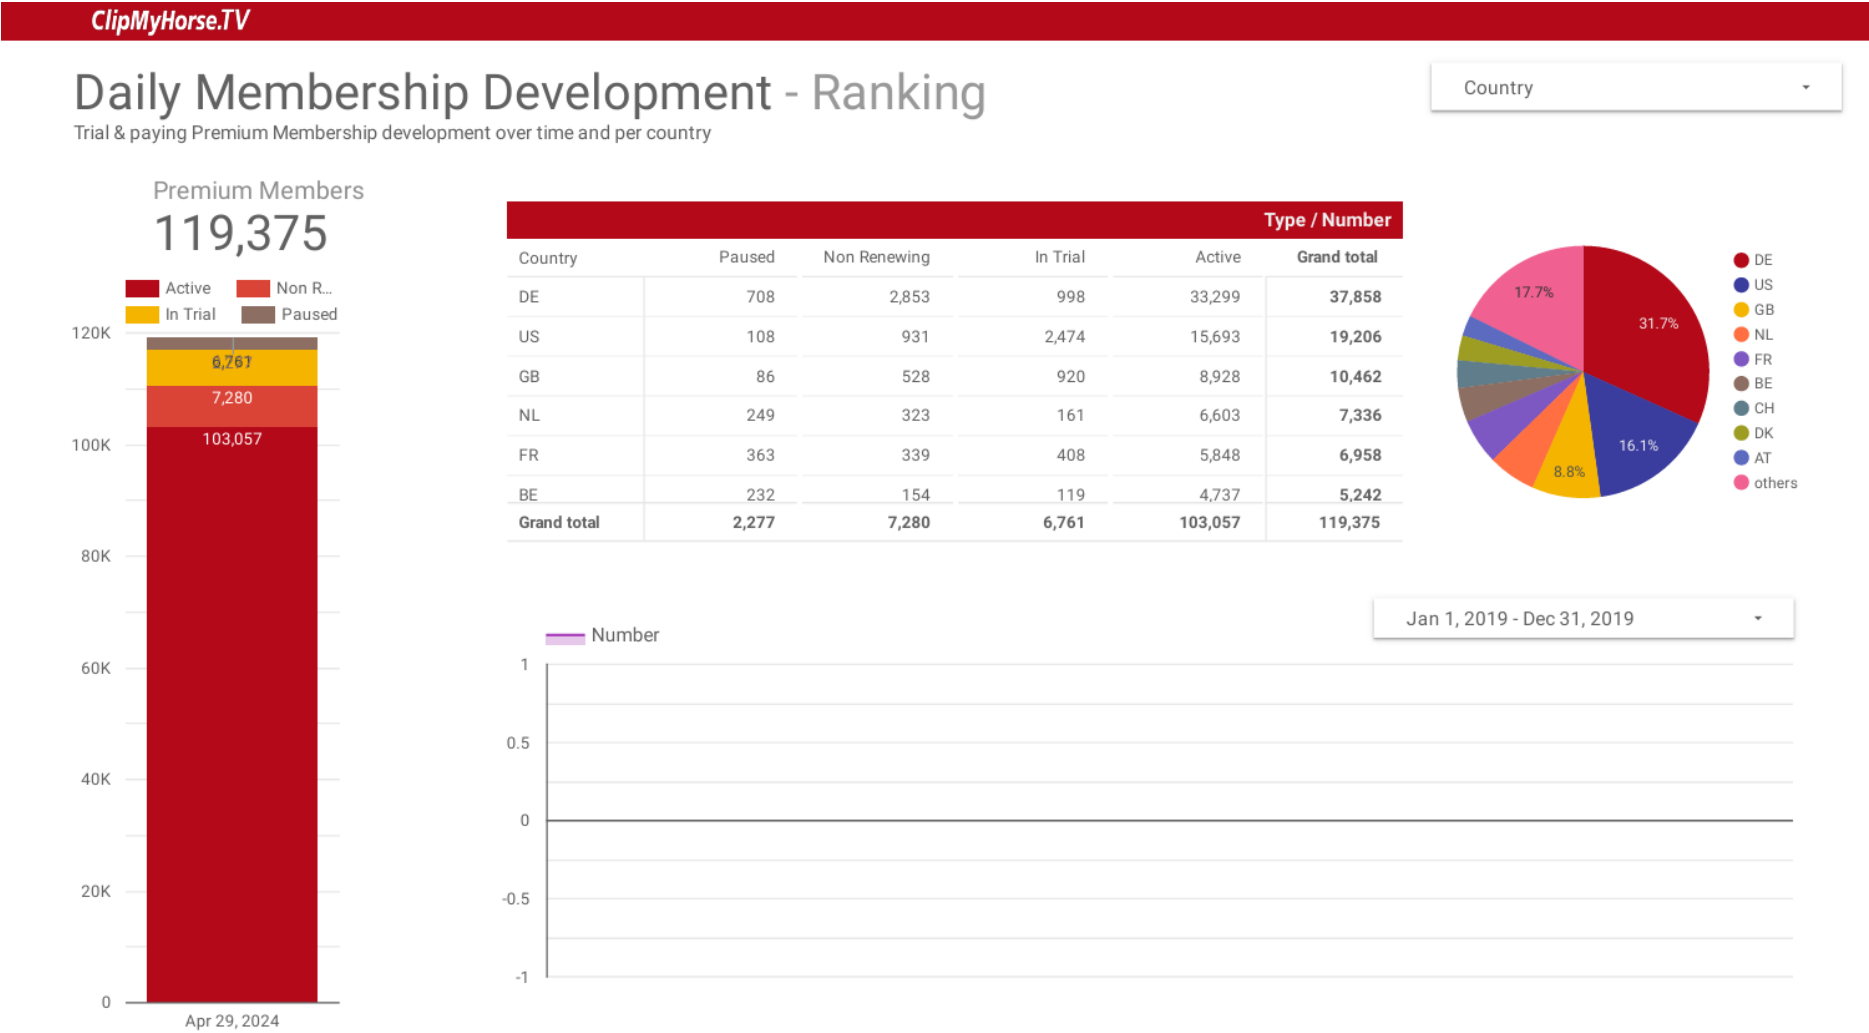 ClipMyHorse.TV
Daily Membership Development - Ranking
Trial & paying Premium Membership development over time and per country
Country
Premium Members
119,375
Active Non R...
In Trial Paused
120K
100K
80K
60K
40K
20K
0
6,761
7,280
103,057
Apr 29, 2024
Type / Number
Country Paused Non Renewing In Trial Active Grand total
DE 708 2,853 998 33,299 37,858
US 108 931 2,474 15,693 19,206
GB 86 528 920 8,928 10,462
NL 249 323 161 6,603 7,336
FR 363 339 408 5,848 6,958
BE 232 154 119 4,737 5,242
Grand total 2,277 7,280 6,761 103,057 119,375
17.7%
31.7%
16.1%
8.8%
DE
US
GB
NL
FR
BE
CH
DK
AT
others
Jan 1, 2019 - Dec 31, 2019
Number
1
0.5
0
-0.5
-1